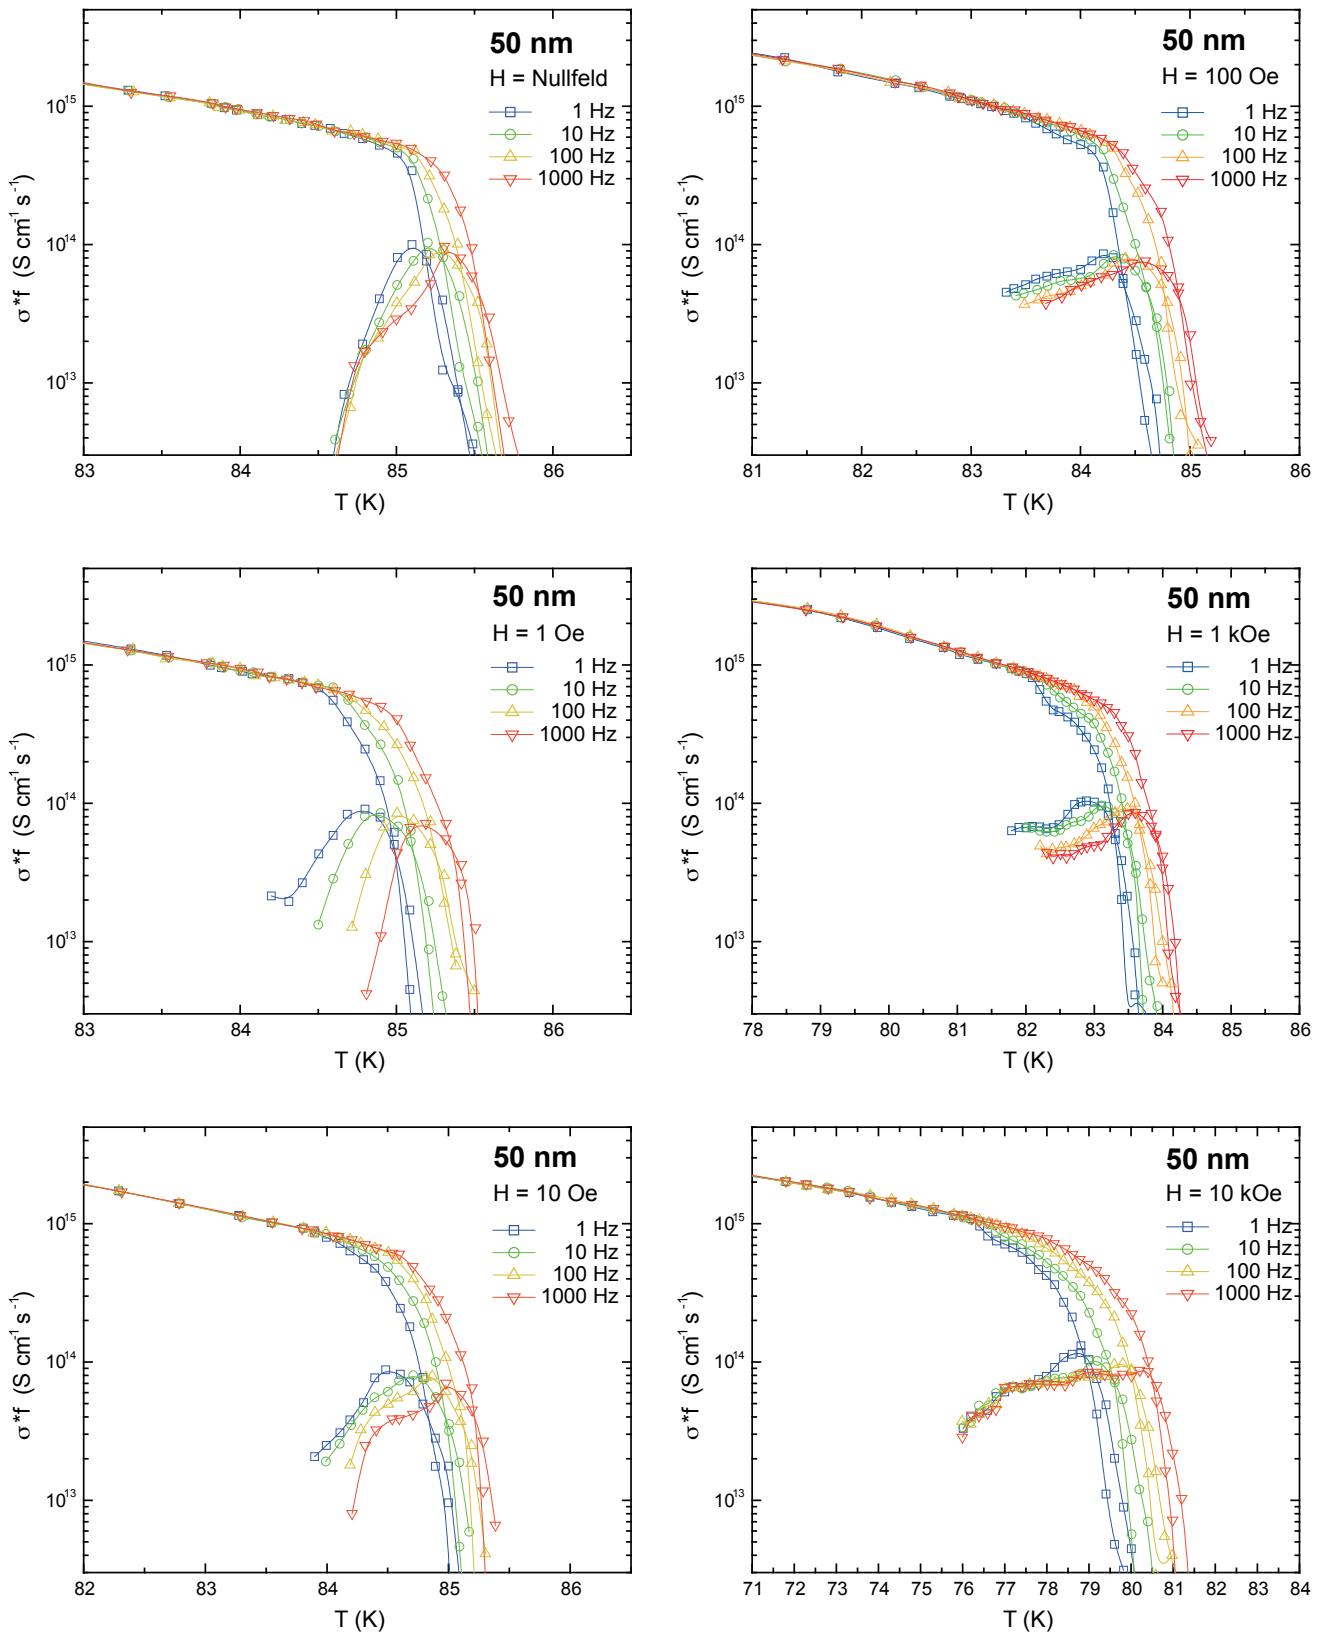 50 nm
H = Nullfeld
1 Hz
10 Hz
100 Hz
1000 Hz
10^15
10^14
10^13
σ*f (S cm^-1 s^-1)
83 84 85 86
T (K)
50 nm
H = 100 Oe
1 Hz
10 Hz
100 Hz
1000 Hz
10^15
10^14
10^13
σ*f (S cm^-1 s^-1)
81 82 83 84 85 86
T (K)
50 nm
H = 1 Oe
1 Hz
10 Hz
100 Hz
1000 Hz
10^15
10^14
10^13
σ*f (S cm^-1 s^-1)
83 84 85 86
T (K)
50 nm
H = 1 kOe
1 Hz
10 Hz
100 Hz
1000 Hz
10^15
10^14
10^13
σ*f (S cm^-1 s^-1)
78 79 80 81 82 83 84 85 86
T (K)
50 nm
H = 10 Oe
1 Hz
10 Hz
100 Hz
1000 Hz
10^15
10^14
10^13
σ*f (S cm^-1 s^-1)
82 83 84 85 86
T (K)
50 nm
H = 10 kOe
1 Hz
10 Hz
100 Hz
1000 Hz
10^15
10^14
10^13
σ*f (S cm^-1 s^-1)
71 72 73 74 75 76 77 78 79 80 81 82 83 84
T (K)